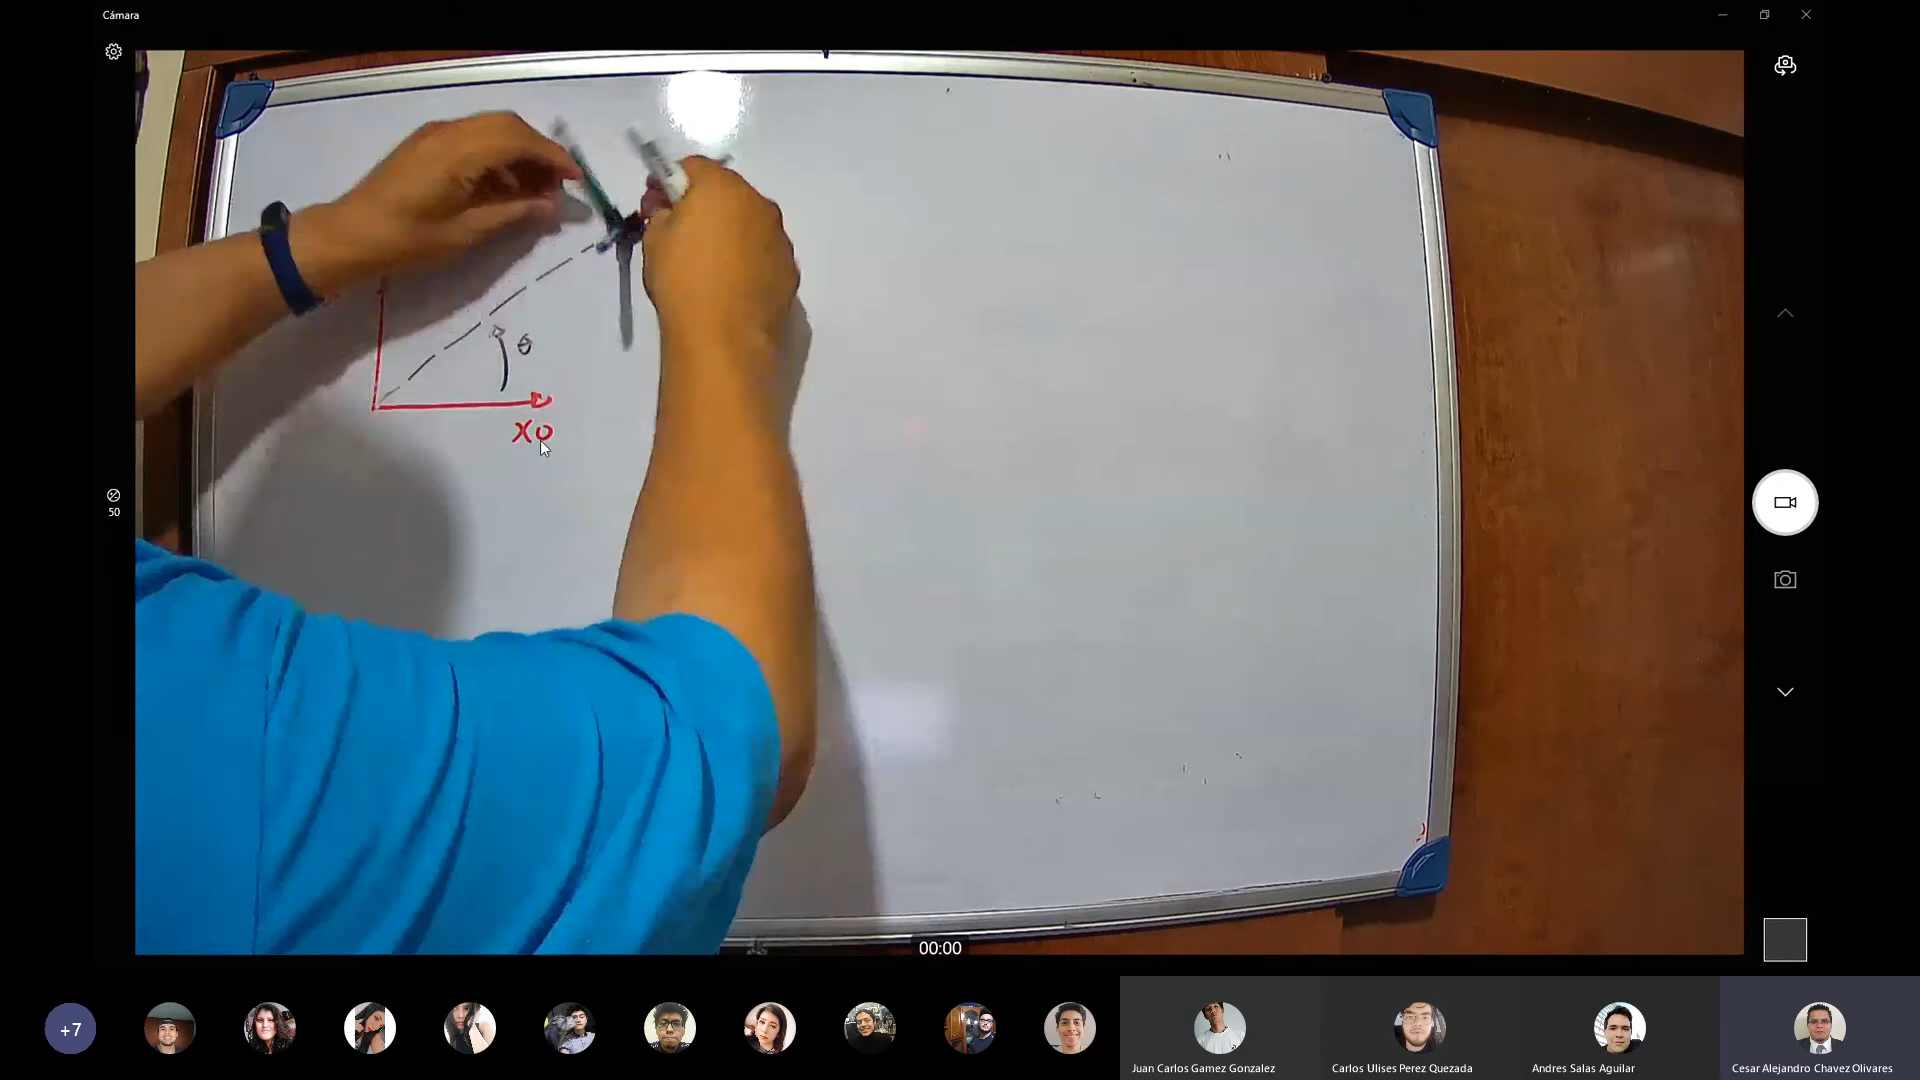 Cámara
θ
xo
50
00:00
+7
Juan Carlos Gamez Gonzalez
Carlos Ulises Perez Quezada
Andres Salas Aguilar
Cesar Alejandro Chavez Olivares